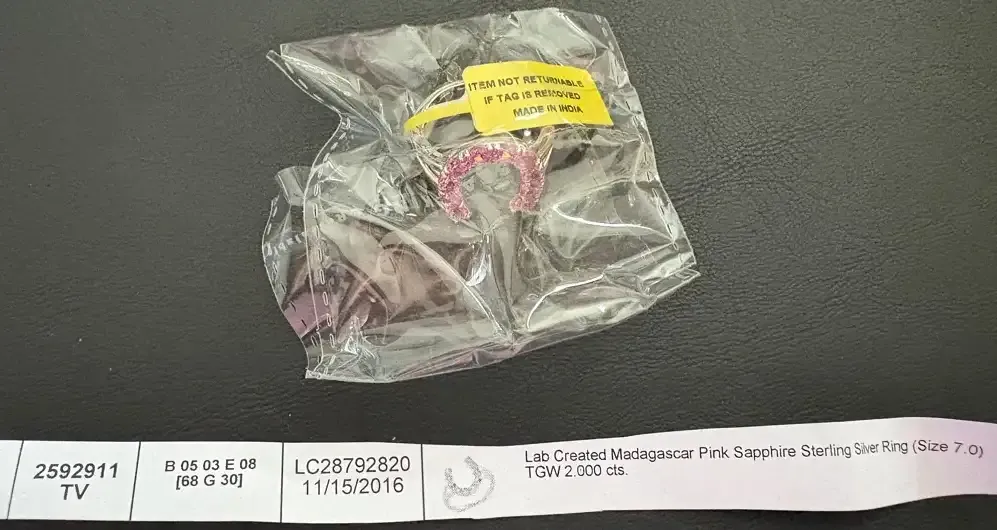 ITEM NOT RETURNABLE
IF TAG IS REMOVED
MADE IN INDIA
2592911
TV
B 05 03 E 08
[68 G 30]
LC28792820
11/15/2016
Lab Created Madagascar Pink Sapphire Sterling Silver Ring (Size 7.0)
TGW 2.000 cts.